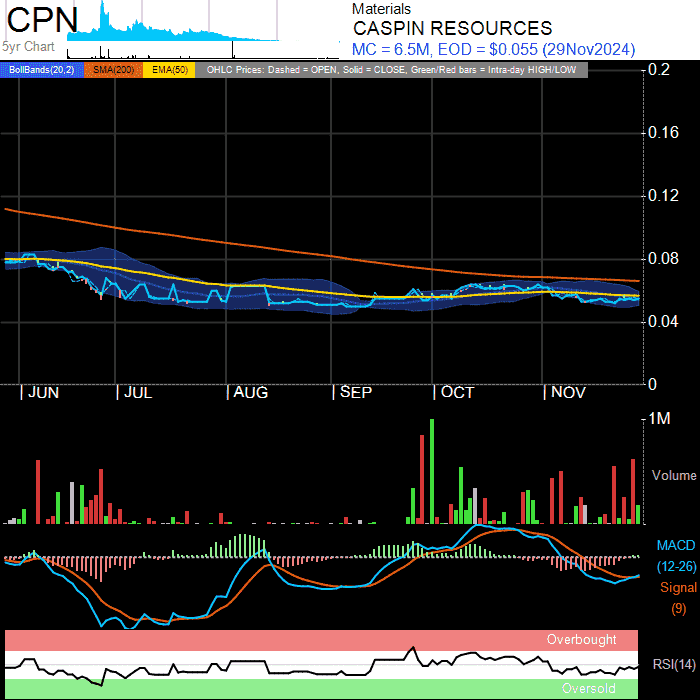 CPN
5yr Chart
Materials
CASPIN RESOURCES
MC = 6.5M, EOD = $0.055 (29Nov2024)
BollBands(20,2) SMA(200) EMA(50) OHLC Prices: Dashed = OPEN, Solid = CLOSE, Green/Red bars = Intra-day HIGH/LOW
0.2
0.16
0.12
0.08
0.04
0
| JUN | JUL | AUG | SEP | OCT | NOV
1M
Volume
MACD
(12-26)
Signal
(9)
Overbought
RSI(14)
Oversold